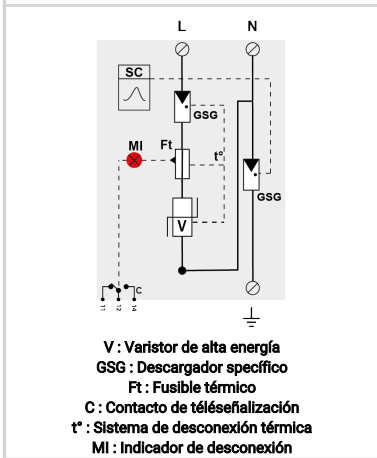 L N
SC
GSG
MI Ft
t°
GSG
V
C
11 12 14
V : Varistor de alta energía
GSG : Descargador específico
Ft : Fusible térmico
C : Contacto de téléseñalización
t° : Sistema de desconexión térmica
MI : Indicador de desconexión